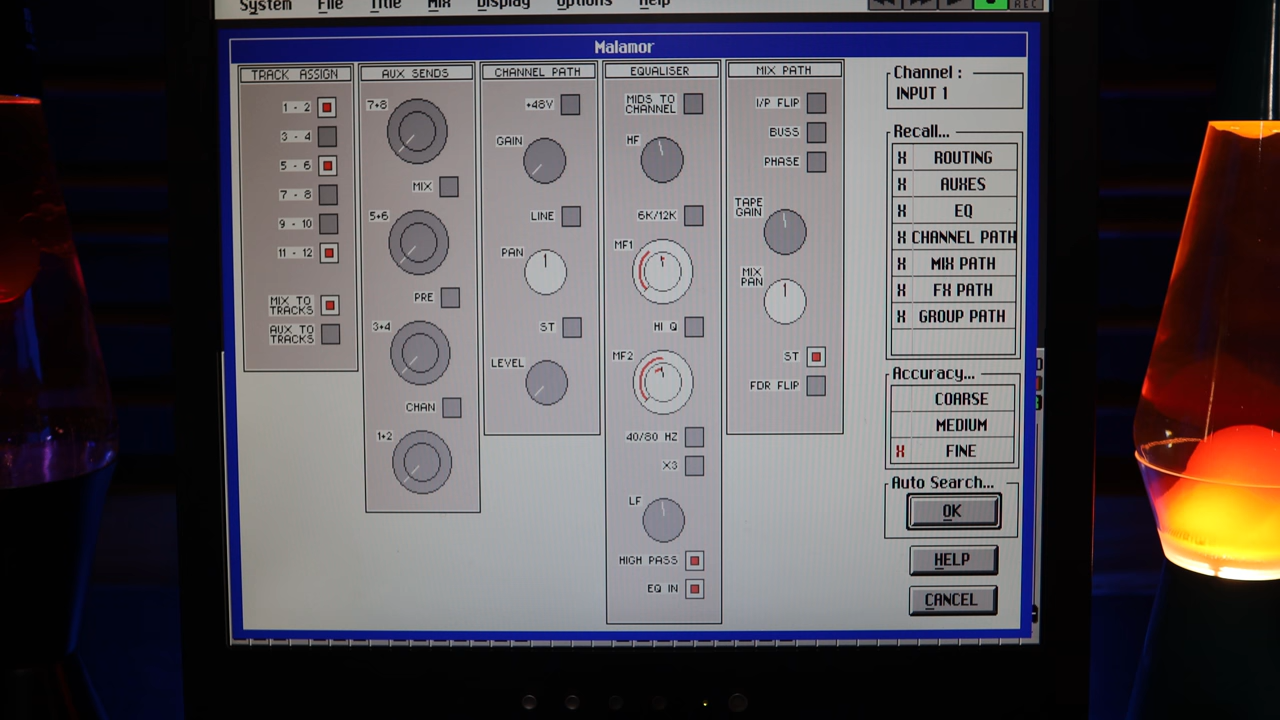 System File Title Mix Display Options Help
REC
Malamor
TRACK ASSIGN
1 - 2
3 - 4
5 - 6
7 - 8
9 - 10
11 - 12
MIX TO
TRACKS
AUX TO
TRACKS
AUX SENDS
7+8
MIX
5+6
PRE
3+4
CHAN
1+2
CHANNEL PATH
+48V
GAIN
LINE
PAN
ST
LEVEL
EQUALISER
MIDS TO
CHANNEL
HF
6K/12K
MF1
HI Q
MF2
40/80 HZ
X3
LF
HIGH PASS
EQ IN
MIX PATH
I/P FLIP
BUSS
PHASE
TAPE
GAIN
MIX
PAN
ST
FDR FLIP
Channel :
INPUT 1
Recall...
X ROUTING
X AUXES
X EQ
X CHANNEL PATH
X MIX PATH
X FX PATH
X GROUP PATH
Accuracy...
COARSE
MEDIUM
X FINE
Auto Search...
OK
HELP
CANCEL